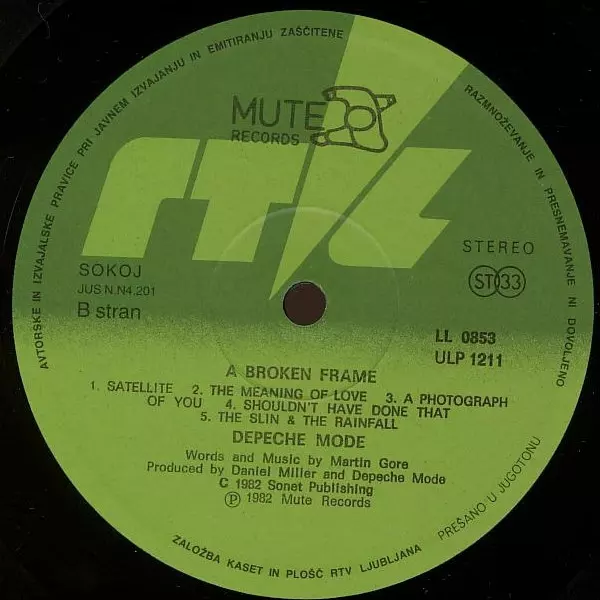 AVTORSKE IN IZVAJALSKE PRAVICE PRI JAVNEM IZVAJANJU IN EMITIRANJU ZAŠČITENE
RAZMNOŽEVANJE IN PRESNEMAVANJE NI DOVOLJENO
MUTE
RECORDS
rtl
STEREO
SOKOJ
JUS N.N4.201
B stran
ST 33
LL 0853
ULP 1211
A BROKEN FRAME
1. SATELLITE 2. THE MEANING OF LOVE 3. A PHOTOGRAPH
OF YOU 4. SHOULDN'T HAVE DONE THAT
5. THE SLIN & THE RAINFALL
DEPECHE MODE
Words and Music by Martin Gore
Produced by Daniel Miller and Depeche Mode
C 1982 Sonet Publishing
Ⓟ 1982 Mute Records
PREŠANO U JUGOTONU
ZALOŽBA KASET IN PLOŠČ RTV LJUBLJANA